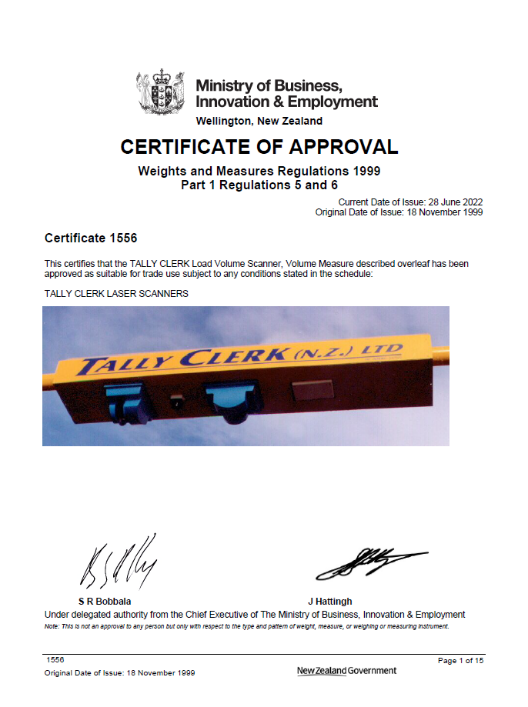 Ministry of Business,
Innovation & Employment
Wellington, New Zealand
CERTIFICATE OF APPROVAL
Weights and Measures Regulations 1999
Part 1 Regulations 5 and 6
Current Date of Issue: 28 June 2022
Original Date of Issue: 18 November 1999
Certificate 1556
This certifies that the TALLY CLERK Load Volume Scanner, Volume Measure described overleaf has been
approved as suitable for trade use subject to any conditions stated in the schedule:
TALLY CLERK LASER SCANNERS
TALLY CLERK (N.Z.) LTD
S R Bobbala
J Hattingh
Under delegated authority from the Chief Executive of The Ministry of Business, Innovation & Employment
Note: This is not an approval to any person but only with respect to the type and pattern of weight, measure, or weighing or measuring instrument.
1556
Page 1 of 15
Original Date of Issue: 18 November 1999
New Zealand Government